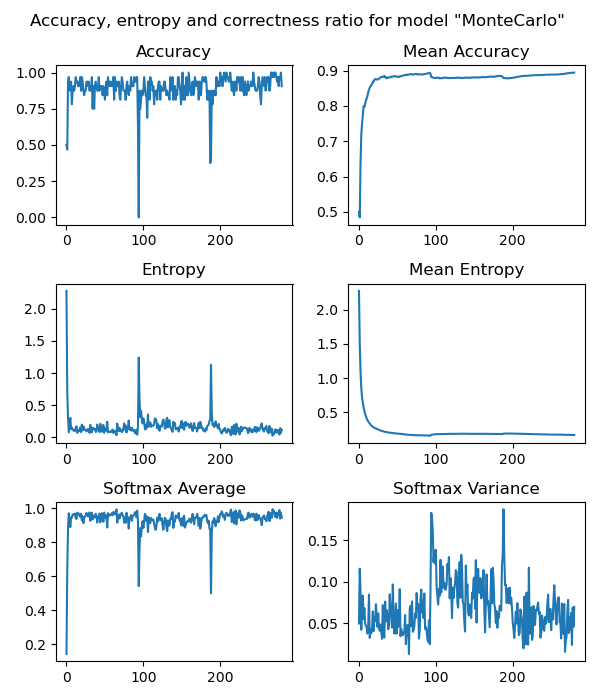 Accuracy, entropy and correctness ratio for model "MonteCarlo"
Accuracy
1.00
0.75
0.50
0.25
0.00
0 100 200
Mean Accuracy
0.9
0.8
0.7
0.6
0.5
0 100 200
Entropy
2.0
1.5
1.0
0.5
0.0
0 100 200
Mean Entropy
2.0
1.5
1.0
0.5
0 100 200
Softmax Average
1.0
0.8
0.6
0.4
0.2
0 100 200
Softmax Variance
0.15
0.10
0.05
0 100 200